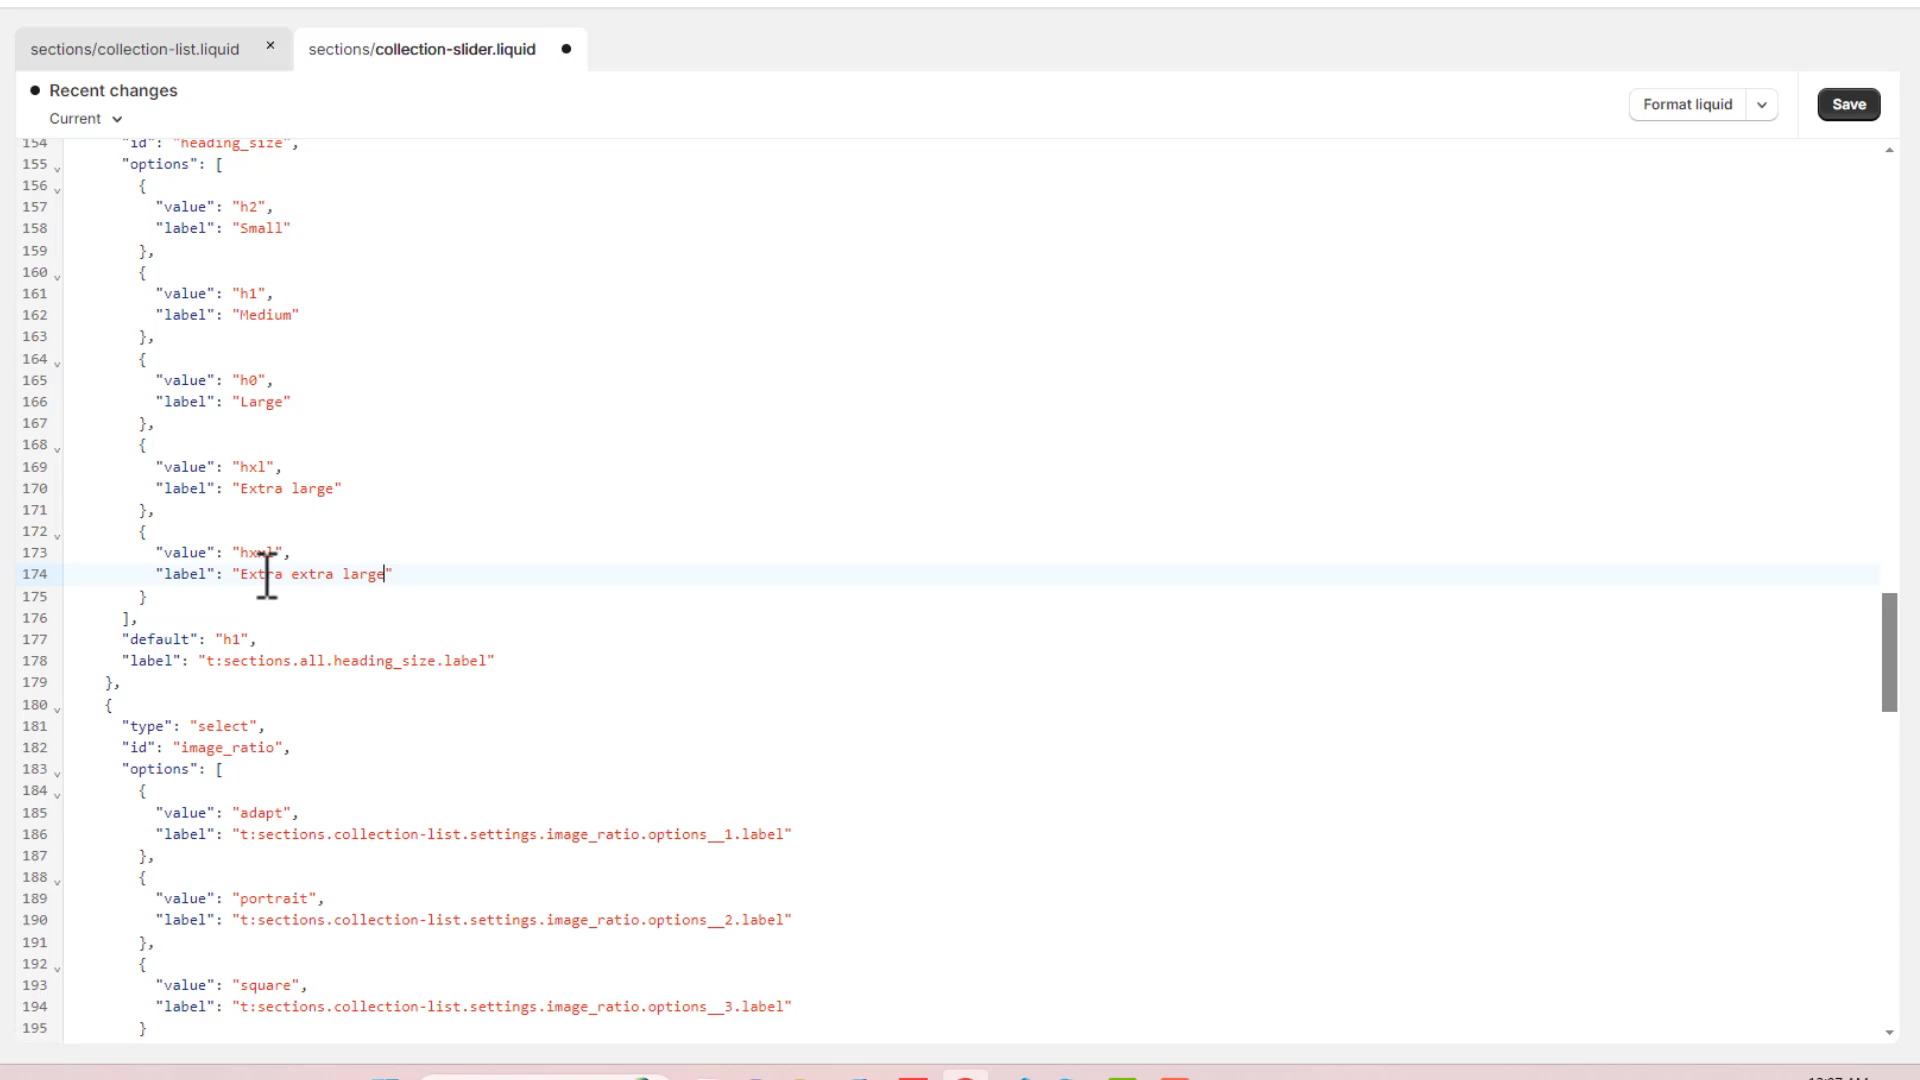 sections/collection-list.liquid ×
sections/collection-slider.liquid
Recent changes
Current
Format liquid
Save
154 "id": "heading_size",
155 "options": [
156 {
157 "value": "h2",
158 "label": "Small"
159 },
160 {
161 "value": "h1",
162 "label": "Medium"
163 },
164 {
165 "value": "h0",
166 "label": "Large"
167 },
168 {
169 "value": "hxl",
170 "label": "Extra large"
171 },
172 {
173 "value": "hxxl",
174 "label": "Extra extra large"
175 }
176 ],
177 "default": "h1",
178 "label": "t:sections.all.heading_size.label"
179 },
180 {
181 "type": "select",
182 "id": "image_ratio",
183 "options": [
184 {
185 "value": "adapt",
186 "label": "t:sections.collection-list.settings.image_ratio.options__1.label"
187 },
188 {
189 "value": "portrait",
190 "label": "t:sections.collection-list.settings.image_ratio.options__2.label"
191 },
192 {
193 "value": "square",
194 "label": "t:sections.collection-list.settings.image_ratio.options__3.label"
195 }